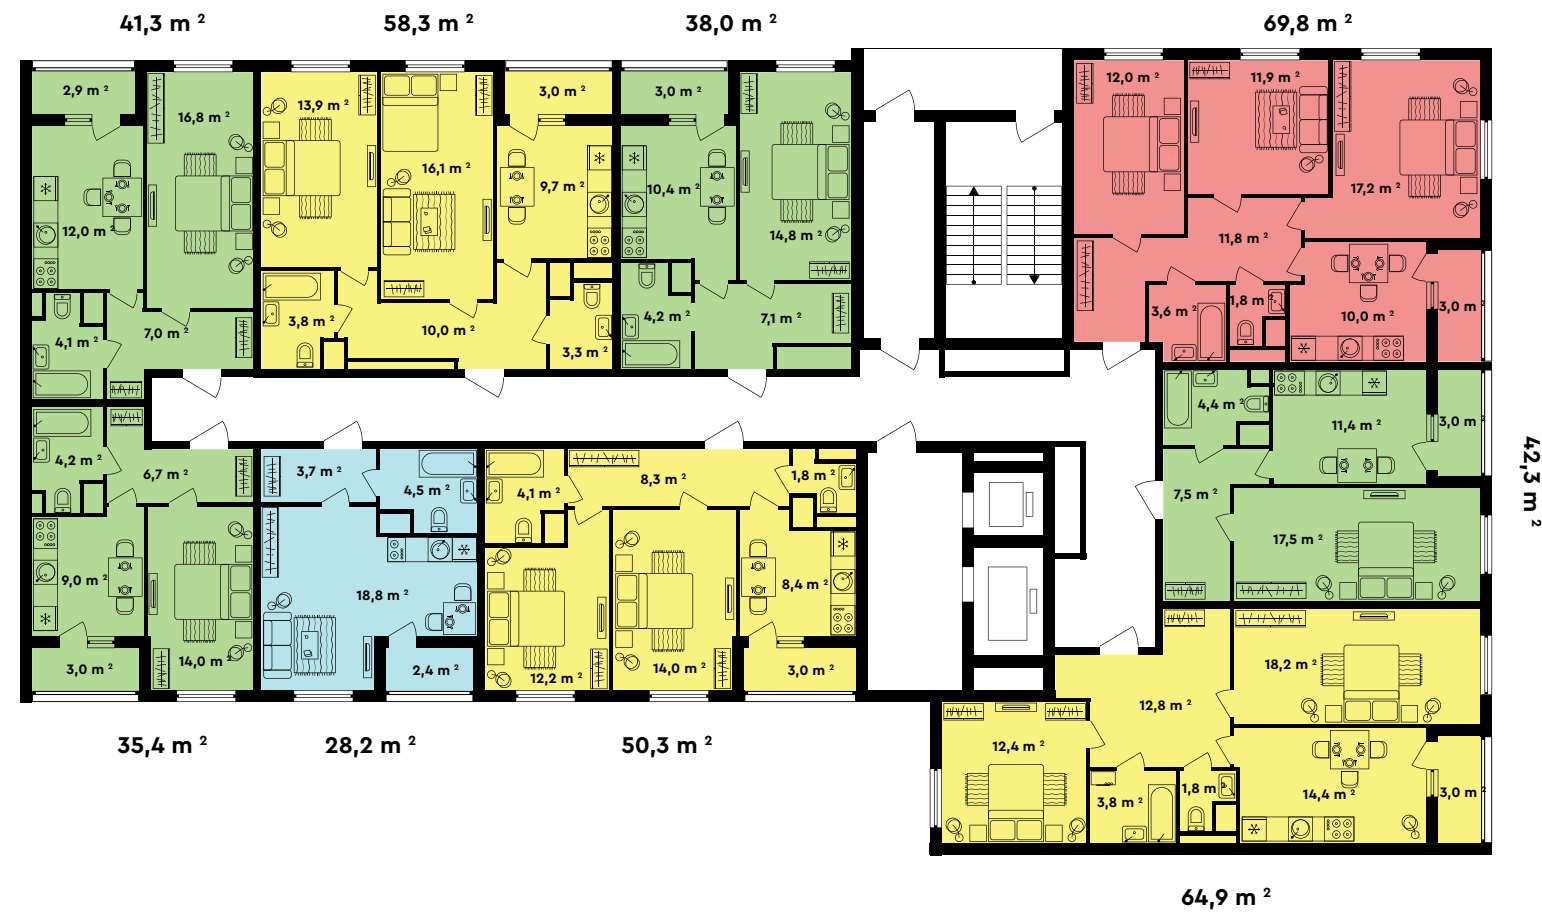 41,3 m ²
58,3 m ²
38,0 m ²
69,8 m ²
2,9 m ²
16,8 m ²
12,0 m ²
4,1 m ²
7,0 m ²
13,9 m ²
16,1 m ²
3,0 m ²
9,7 m ²
3,8 m ²
10,0 m ²
3,3 m ²
3,0 m ²
10,4 m ²
14,8 m ²
4,2 m ²
7,1 m ²
12,0 m ²
11,9 m ²
17,2 m ²
11,8 m ²
3,6 m ²
1,8 m ²
10,0 m ²
3,0 m ²
4,4 m ²
11,4 m ²
3,0 m ²
7,5 m ²
17,5 m ²
42,3 m ²
4,2 m ²
6,7 m ²
9,0 m ²
14,0 m ²
3,0 m ²
3,7 m ²
4,5 m ²
18,8 m ²
2,4 m ²
4,1 m ²
8,3 m ²
1,8 m ²
12,2 m ²
14,0 m ²
8,4 m ²
3,0 m ²
18,2 m ²
12,8 m ²
12,4 m ²
3,8 m ²
1,8 m ²
14,4 m ²
3,0 m ²
35,4 m ²
28,2 m ²
50,3 m ²
64,9 m ²